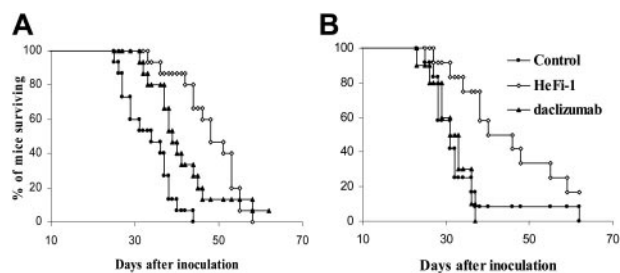 A
% of mice surviving
100
80
60
40
20
0
10
30
50
70
Days after inoculation
B
100
80
60
40
20
0
10
30
50
70
Days after inoculation
Control
HeFi-1
daclizumab